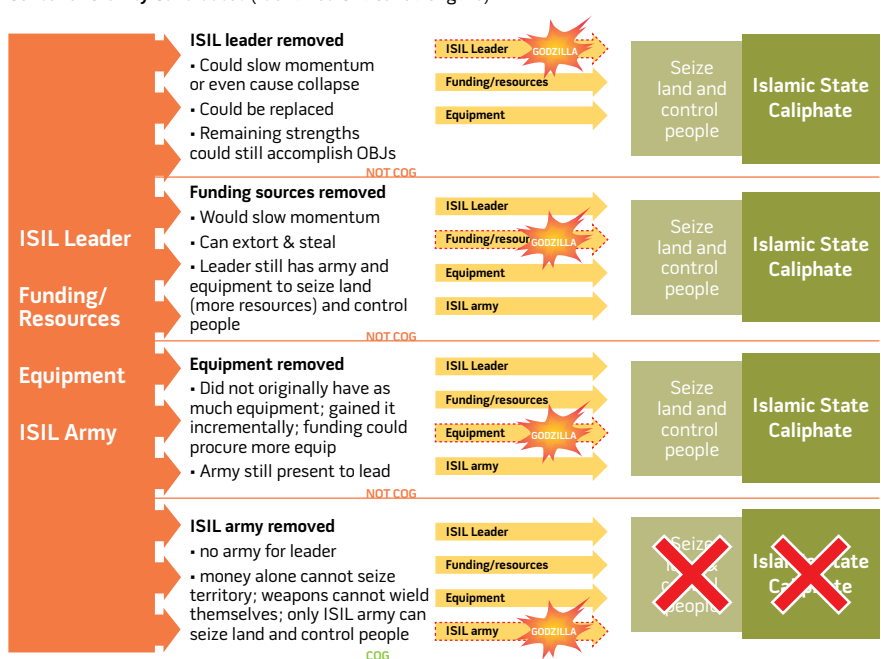 ISIL Leader
Funding/
Resources
Equipment
ISIL Army
ISIL leader removed
▪ Could slow momentum
or even cause collapse
▪ Could be replaced
▪ Remaining strengths
could still accomplish OBJs
NOT COG
ISIL Leader
GODZILLA
Funding/resources
Equipment
Seize
land and
control
people
Islamic State
Caliphate
Funding sources removed
▪ Would slow momentum
▪ Can extort & steal
▪ Leader still has army and
equipment to seize land
(more resources) and control
people
NOT COG
ISIL Leader
Funding/resour
GODZILLA
Equipment
ISIL army
Seize
land and
control
people
Islamic State
Caliphate
Equipment removed
▪ Did not originally have as
much equipment; gained it
incrementally; funding could
procure more equip
▪ Army still present to lead
NOT COG
ISIL Leader
Funding/resources
Equipment
GODZILLA
ISIL army
Seize
land and
control
people
Islamic State
Caliphate
ISIL army removed
▪ no army for leader
▪ money alone cannot seize
territory; weapons cannot wield
themselves; only ISIL army can
seize land and control people
COG
ISIL Leader
Funding/resources
Equipment
ISIL army
GODZILLA
Seize
people
Islamic State
Caliphate